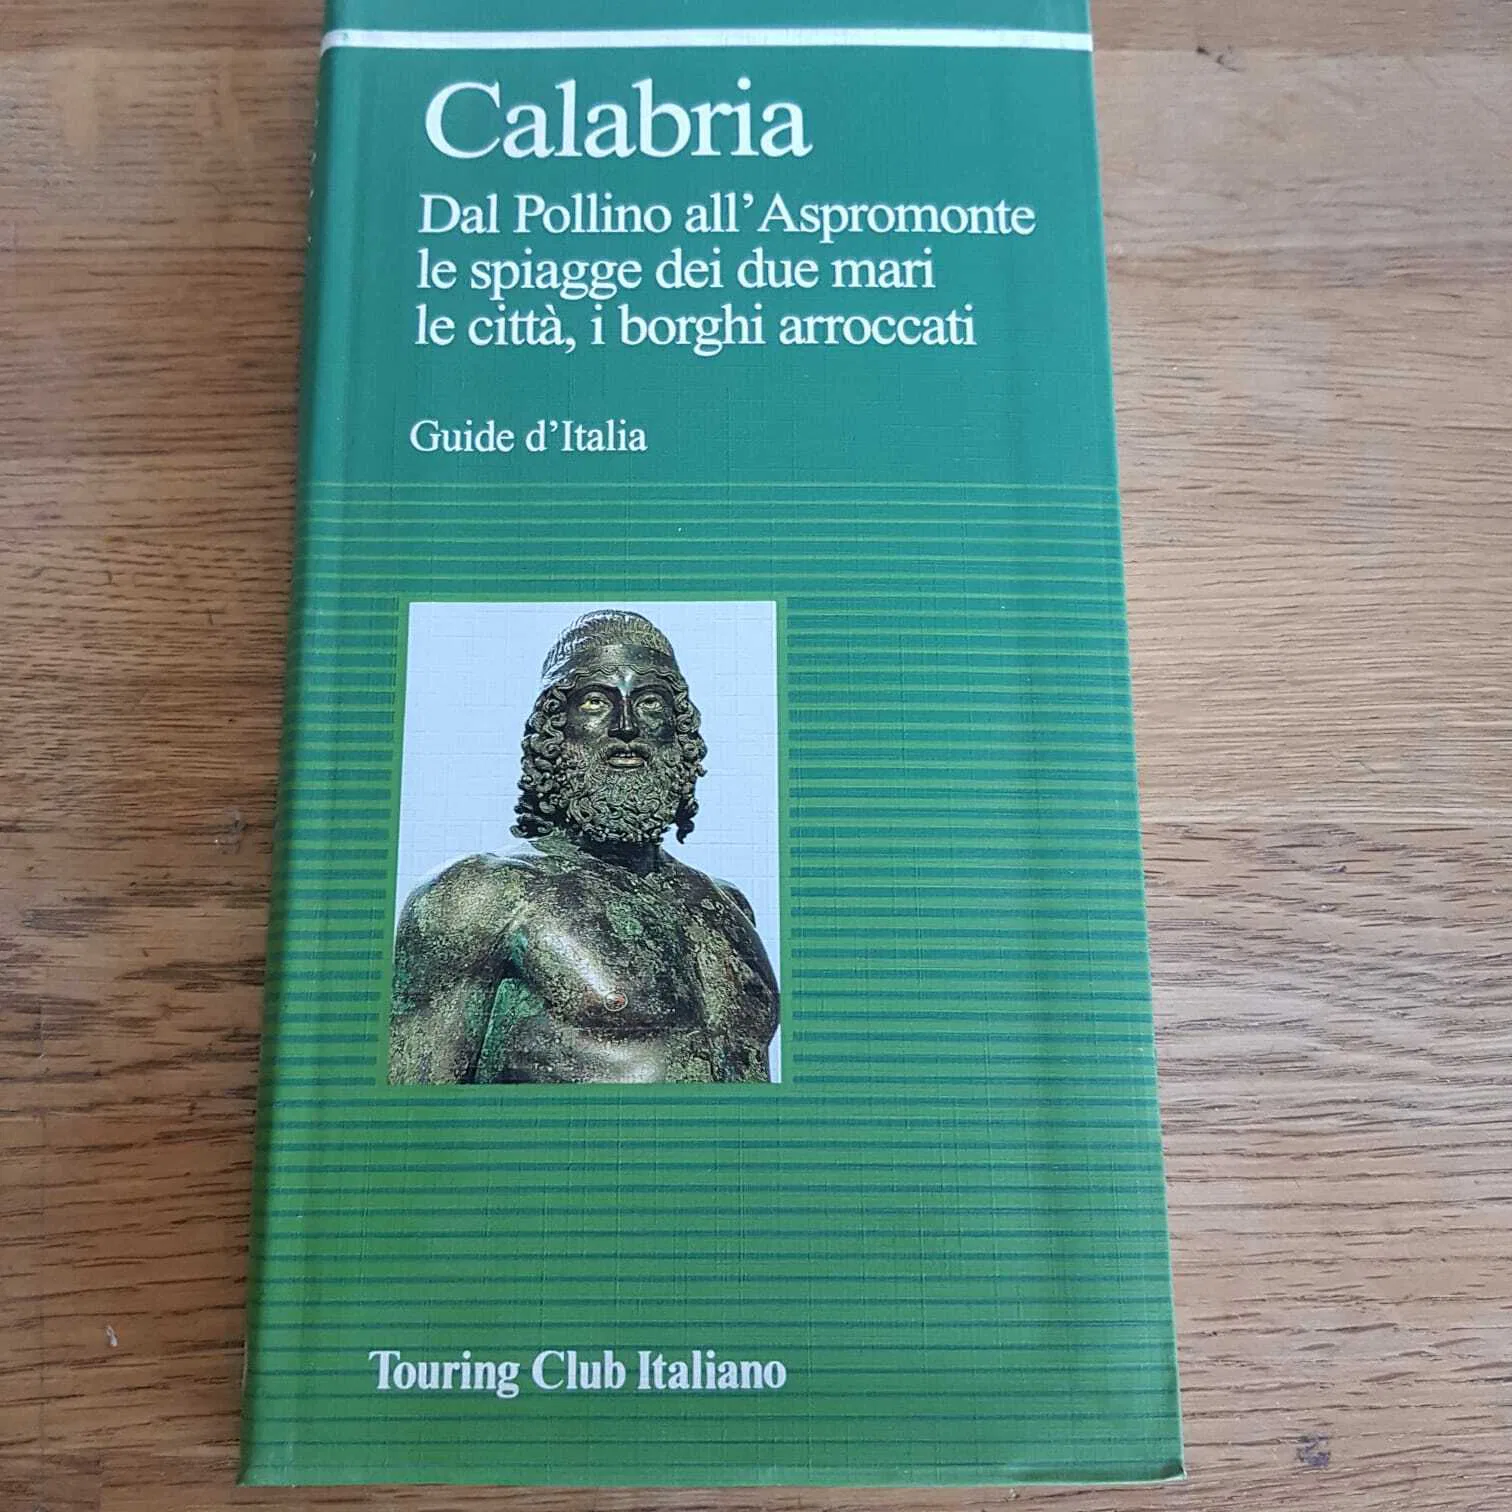 Calabria
Dal Pollino all’Aspromonte
le spiagge dei due mari
le città, i borghi arroccati
Guide d’Italia
Touring Club Italiano